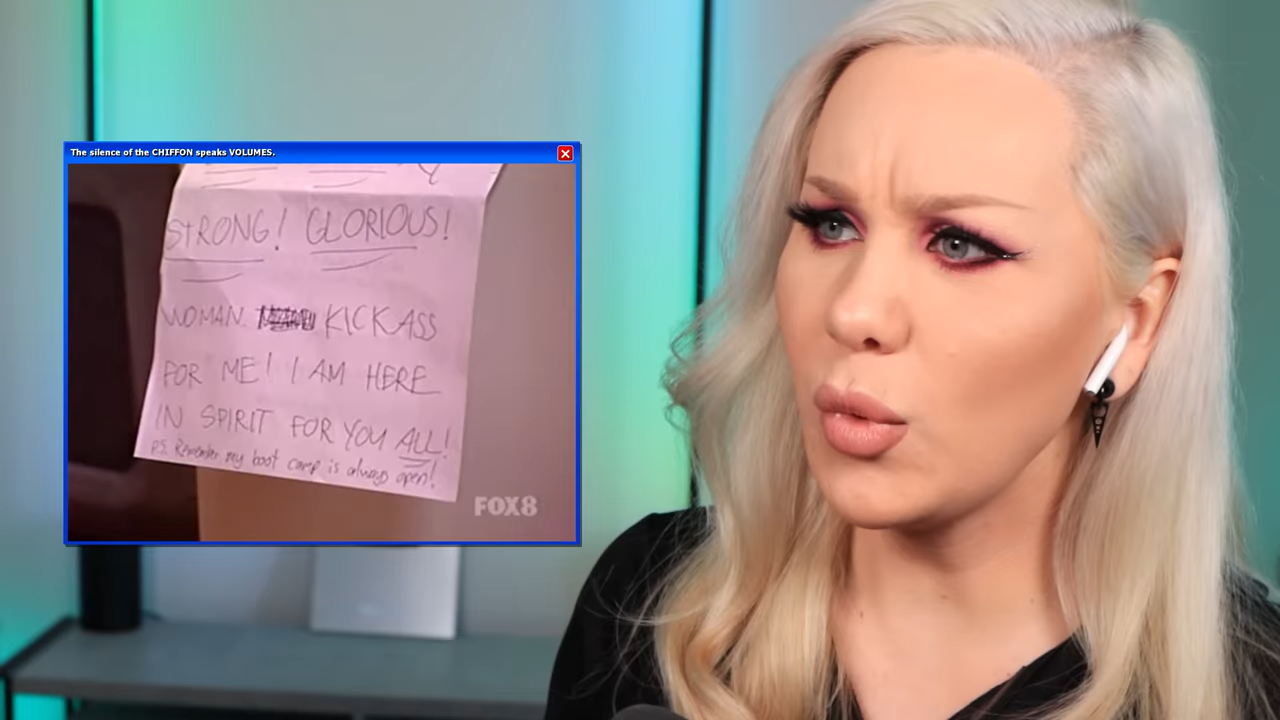 The silence of the CHIFFON speaks VOLUMES.
STRONG! GLORIOUS!
WOMAN KICK ASS
FOR ME! I AM HERE
IN SPIRIT FOR YOU ALL!
P.S. Remember my boot camp is always open!
FOX8